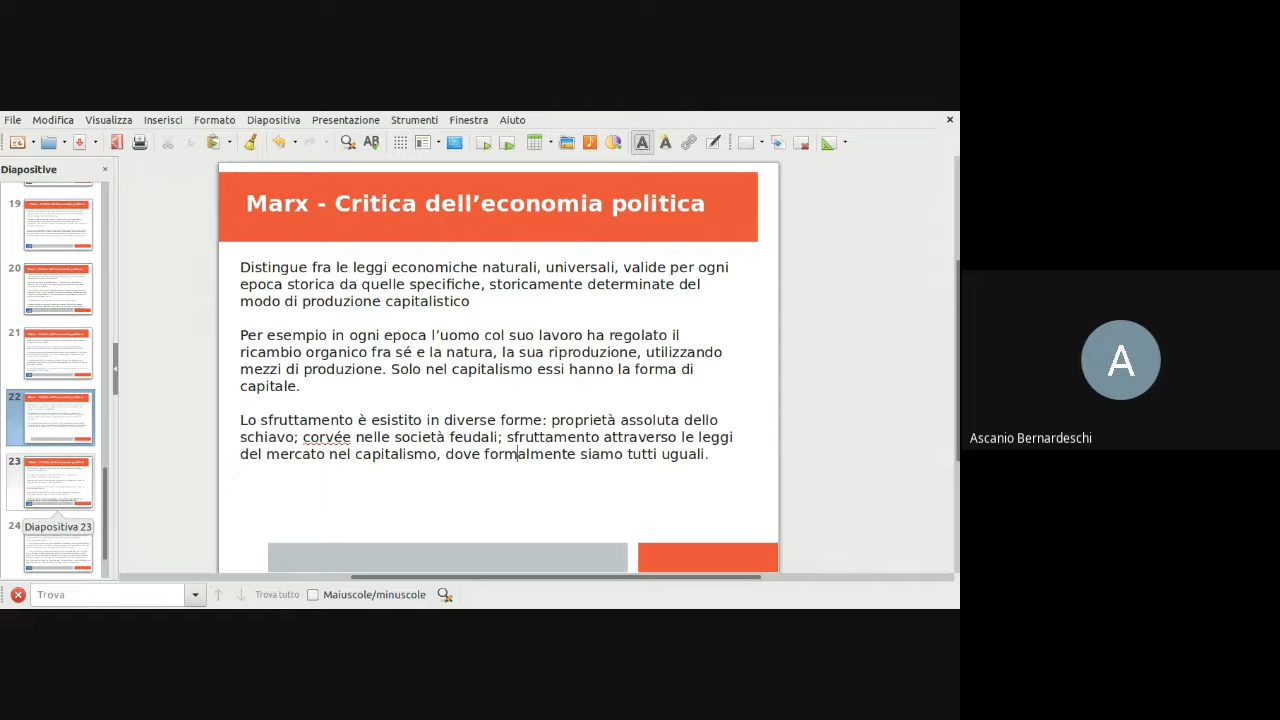 File Modifica Visualizza Inserisci Formato Diapositiva Presentazione Strumenti Finestra Aiuto
Diapositive
19
20
21
22
23
Diapositiva 23
24
Marx - Critica dell’economia politica
Distingue fra le leggi economiche naturali, universali, valide per ogni
epoca storica da quelle specifiche, storicamente determinate del
modo di produzione capitalistico
Per esempio in ogni epoca l’uomo col suo lavoro ha regolato il
ricambio organico fra sé e la natura, la sua riproduzione, utilizzando
mezzi di produzione. Solo nel capitalismo esi hanno la forma di
capitale.
Lo sfruttamento è esistito in diverse forme: proprietà assoluta dello
schiavo; corvée nelle società feudali; sfruttamento attraverso le leggi
del mercato nel capitalismo, dove formalmente siamo tutti uguali.
Trova Trova tutto Maiuscole/minuscole
A
Ascanio Bernardeschi